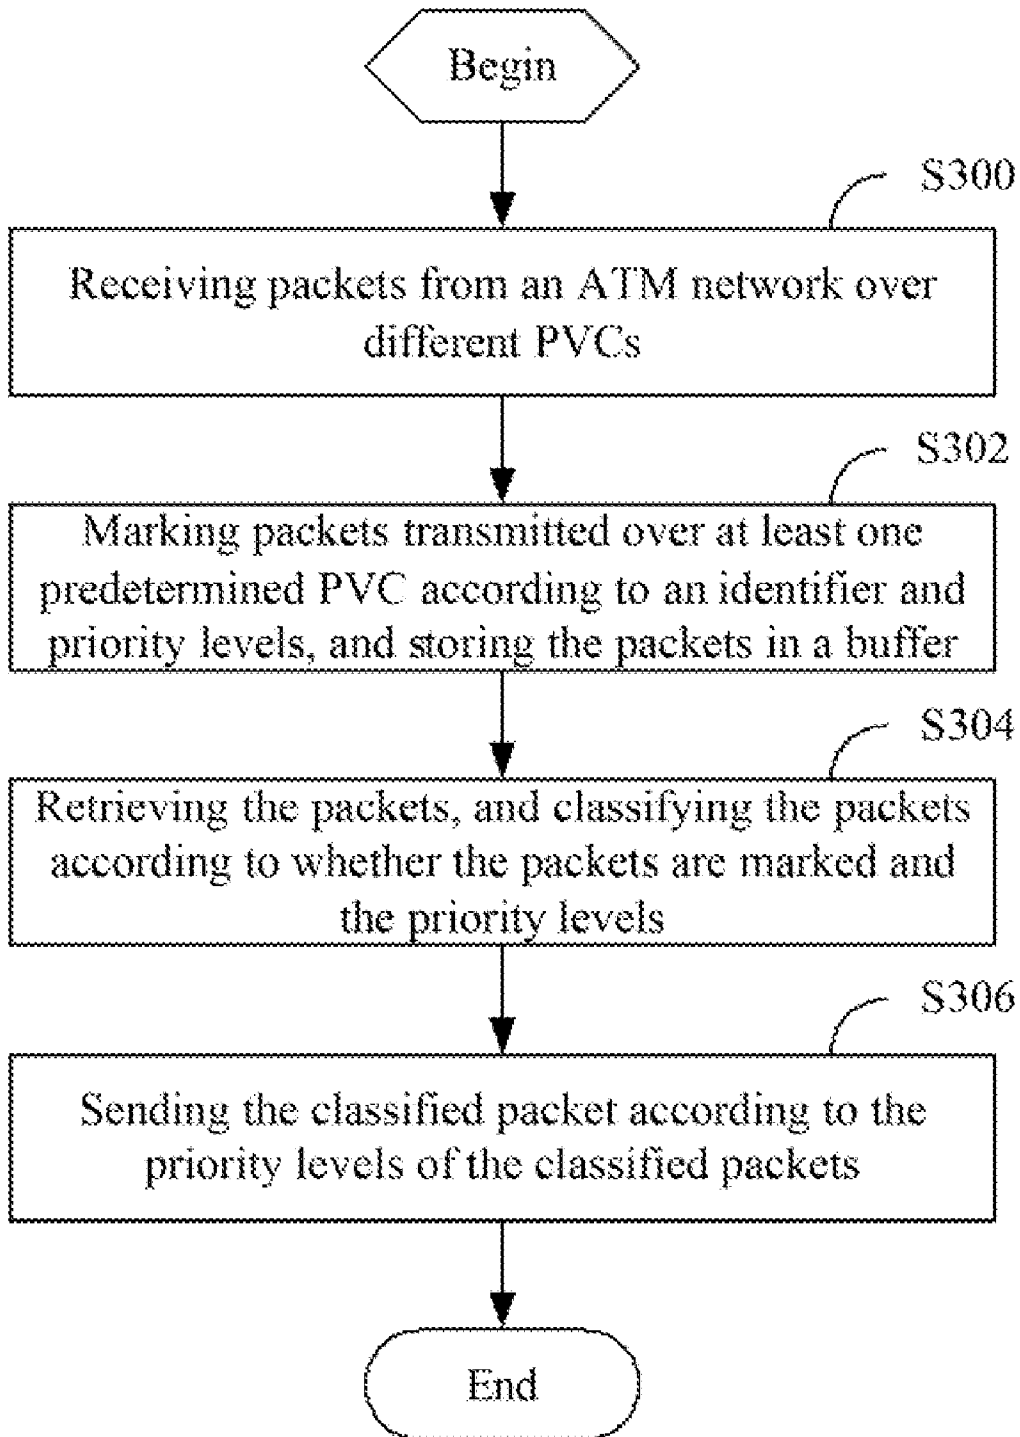 Begin
S300
Receiving packets from an ATM network over
different PVCs
S302
Marking packets transmitted over at least one
predetermined PVC according to an identifier and
priority levels, and storing the packets in a buffer
S304
Retrieving the packets, and classifying the packets
according to whether the packets are marked and
the priority levels
S306
Sending the classified packet according to the
priority levels of the classified packets
End